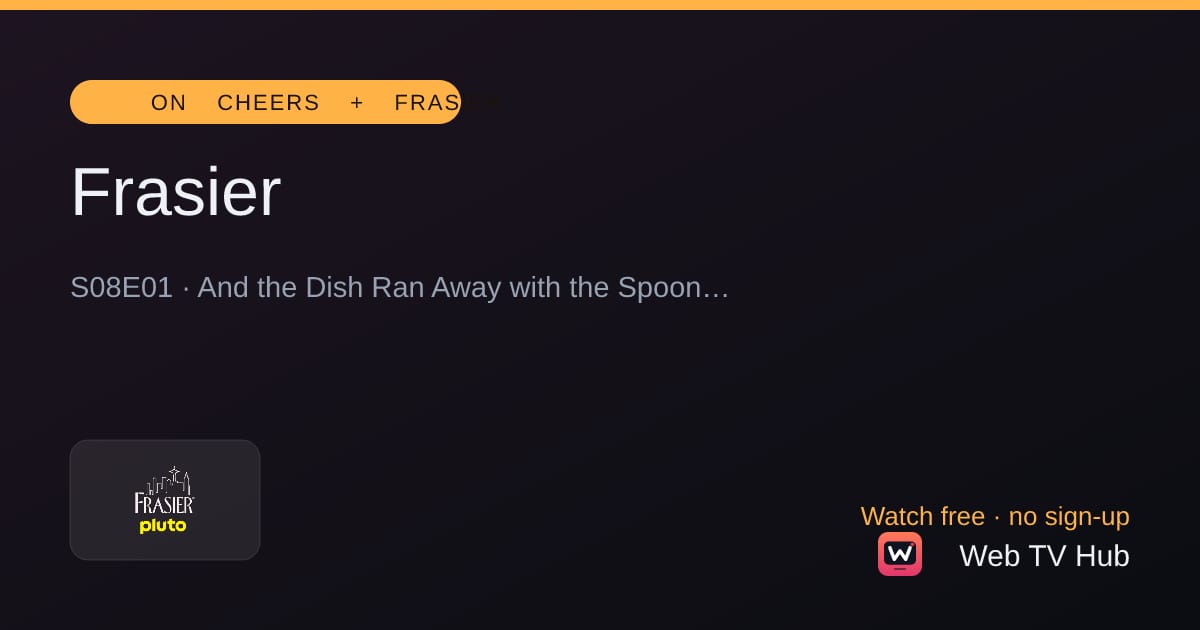 ON CHEERS + FRASIER
Frasier
S08E01 · And the Dish Ran Away with the Spoon…
FRASIER
pluto
Watch free · no sign-up
W
Web TV Hub